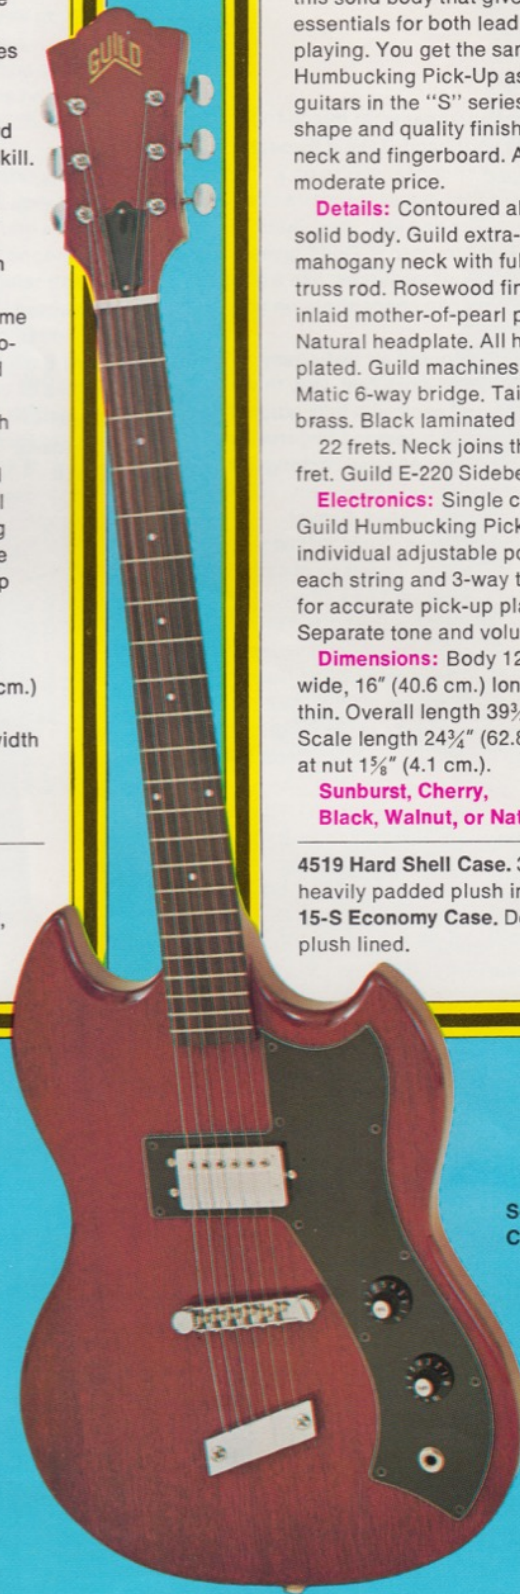 GUILD
es
d
kill.
n
me
o-
l
h
l
l
g
e
p
cm.)
idth
,
this solid body that give
essentials for both lead
playing. You get the sar
Humbucking Pick-Up as
guitars in the "S" series
shape and quality finish
neck and fingerboard. A
moderate price.
Details: Contoured al
solid body. Guild extra-
mahogany neck with ful
truss rod. Rosewood fin
inlaid mother-of-pearl p
Natural headplate. All h
plated. Guild machines
Matic 6-way bridge. Tai
brass. Black laminated
22 frets. Neck joins th
fret. Guild E-220 Sidebe
Electronics: Single c
Guild Humbucking Pick
individual adjustable po
each string and 3-way t
for accurate pick-up pla
Separate tone and volu
Dimensions: Body 12
wide, 16" (40.6 cm.) lon
thin. Overall length 39¾
Scale length 24¾" (62.8
at nut 1⅝" (4.1 cm.).
Sunburst, Cherry,
Black, Walnut, or Nat
4519 Hard Shell Case. 3
heavily padded plush in
15-S Economy Case. De
plush lined.
S
C